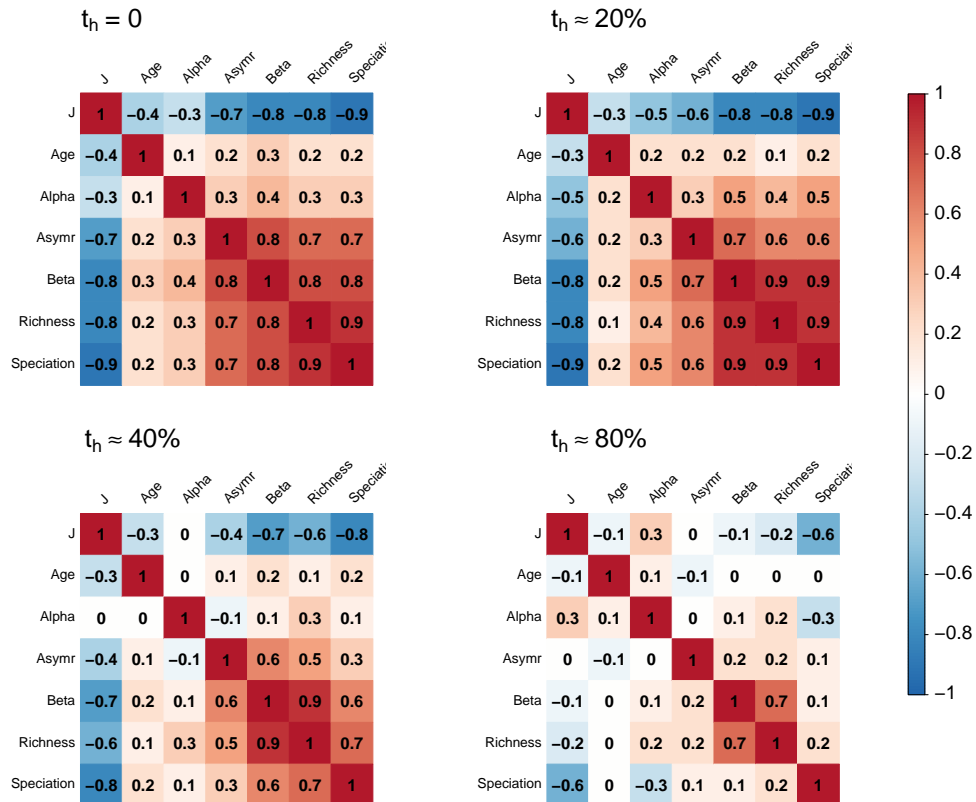 t_h = 0
J Age Alpha Asymr Beta Richness Speciation
J 1 −0.4 −0.3 −0.7 −0.8 −0.8 −0.9
Age −0.4 1 0.1 0.2 0.3 0.2 0.2
Alpha −0.3 0.1 1 0.3 0.4 0.3 0.3
Asymr −0.7 0.2 0.3 1 0.8 0.7 0.7
Beta −0.8 0.3 0.4 0.8 1 0.8 0.8
Richness −0.8 0.2 0.3 0.7 0.8 1 0.9
Speciation −0.9 0.2 0.3 0.7 0.8 0.9 1
t_h ≈ 20%
J Age Alpha Asymr Beta Richness Speciation
J 1 −0.3 −0.5 −0.6 −0.8 −0.8 −0.9
Age −0.3 1 0.2 0.2 0.2 0.1 0.2
Alpha −0.5 0.2 1 0.3 0.5 0.4 0.5
Asymr −0.6 0.2 0.3 1 0.7 0.6 0.6
Beta −0.8 0.2 0.5 0.7 1 0.9 0.9
Richness −0.8 0.1 0.4 0.6 0.9 1 0.9
Speciation −0.9 0.2 0.5 0.6 0.9 0.9 1
t_h ≈ 40%
J Age Alpha Asymr Beta Richness Speciation
J 1 −0.3 0 −0.4 −0.7 −0.6 −0.8
Age −0.3 1 0 0.1 0.2 0.1 0.2
Alpha 0 0 1 −0.1 0.1 0.3 0.1
Asymr −0.4 0.1 −0.1 1 0.6 0.5 0.3
Beta −0.7 0.2 0.1 0.6 1 0.9 0.6
Richness −0.6 0.1 0.3 0.5 0.9 1 0.7
Speciation −0.8 0.2 0.1 0.3 0.6 0.7 1
t_h ≈ 80%
J Age Alpha Asymr Beta Richness Speciation
J 1 −0.1 0.3 0 −0.1 −0.2 −0.6
Age −0.1 1 0.1 −0.1 0 0 0
Alpha 0.3 0.1 1 0 0.1 0.2 −0.3
Asymr 0 −0.1 0 1 0.2 0.2 0.1
Beta −0.1 0 0.1 0.2 1 0.7 0.1
Richness −0.2 0 0.2 0.2 0.7 1 0.2
Speciation −0.6 0 −0.3 0.1 0.1 0.2 1
1
0.8
0.6
0.4
0.2
0
−0.2
−0.4
−0.6
−0.8
−1